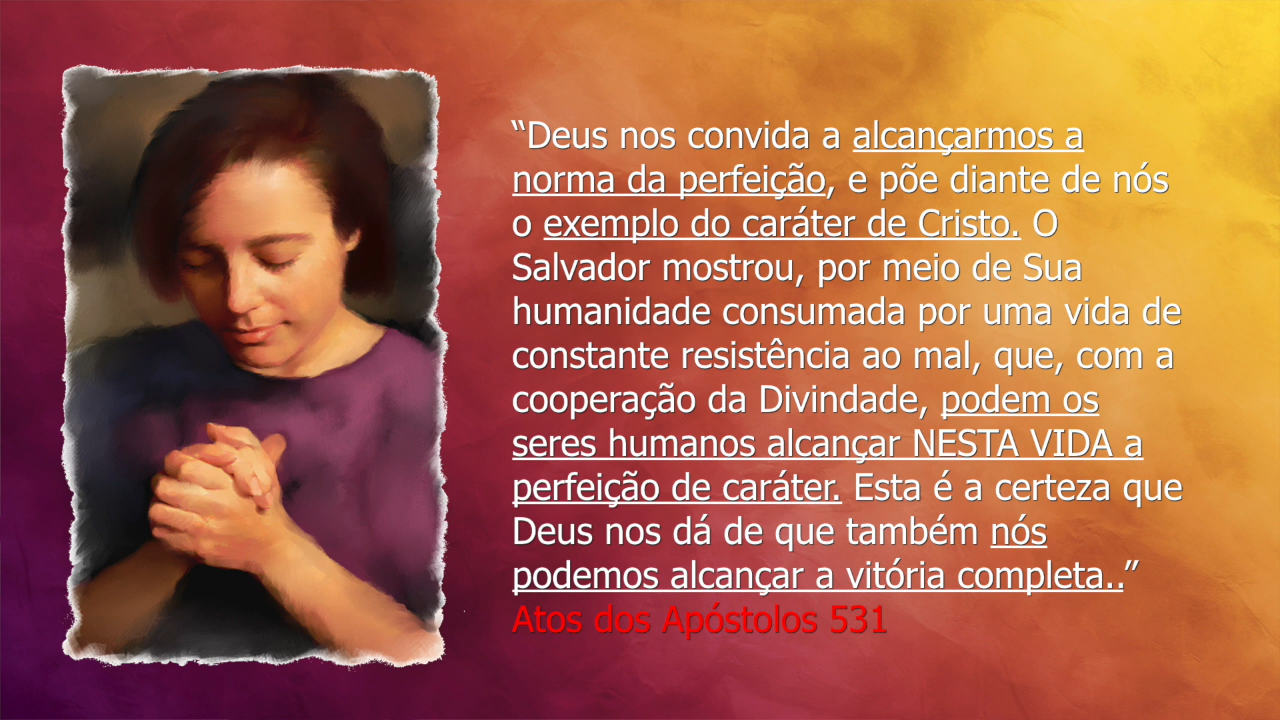 “Deus nos convida a alcançarmos a
norma da perfeição, e põe diante de nós
o exemplo do caráter de Cristo. O
Salvador mostrou, por meio de Sua
humanidade consumada por uma vida de
constante resistência ao mal, que, com a
cooperação da Divindade, podem os
seres humanos alcançar NESTA VIDA a
perfeição de caráter. Esta é a certeza que
Deus nos dá de que também nós
podemos alcançar a vitória completa..”
Atos dos Apóstolos 531